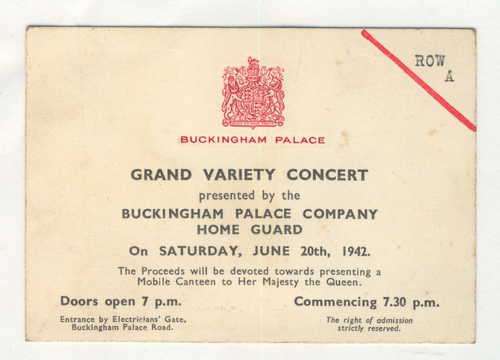 ROW
A
BUCKINGHAM PALACE
GRAND VARIETY CONCERT
presented by the
BUCKINGHAM PALACE COMPANY
HOME GUARD
On SATURDAY, JUNE 20th, 1942.
The Proceeds will be devoted towards presenting a
Mobile Canteen to Her Majesty the Queen.
Doors open 7 p.m.
Commencing 7.30 p.m.
Entrance by Electricians' Gate,
Buckingham Palace Road.
The right of admission
strictly reserved.